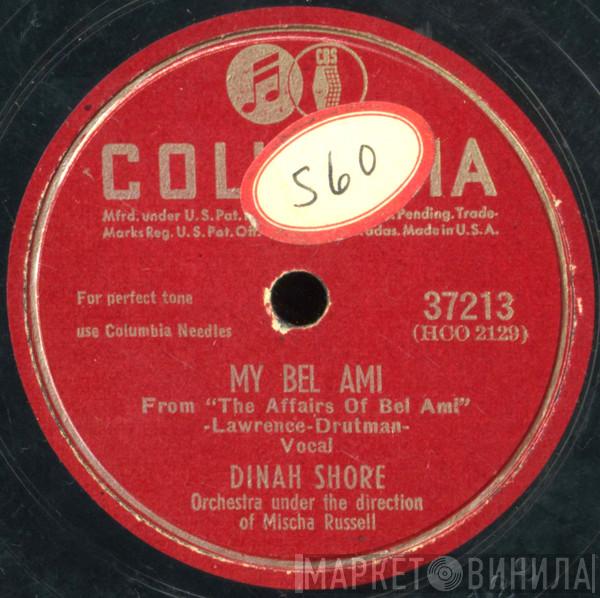 CBS
COL IA
560
Mfrd. under U.S. Pat. Pending. Trade-
Marks Reg. U.S. Pat. Off. Made in U.S.A.
For perfect tone
use Columbia Needles
37213
(HCO 2129)
MY BEL AMI
From "The Affairs Of Bel Ami"
-Lawrence-Drutman-
Vocal
DINAH SHORE
Orchestra under the direction
of Mischa Russell
МАРКЕТ ВИНИЛА